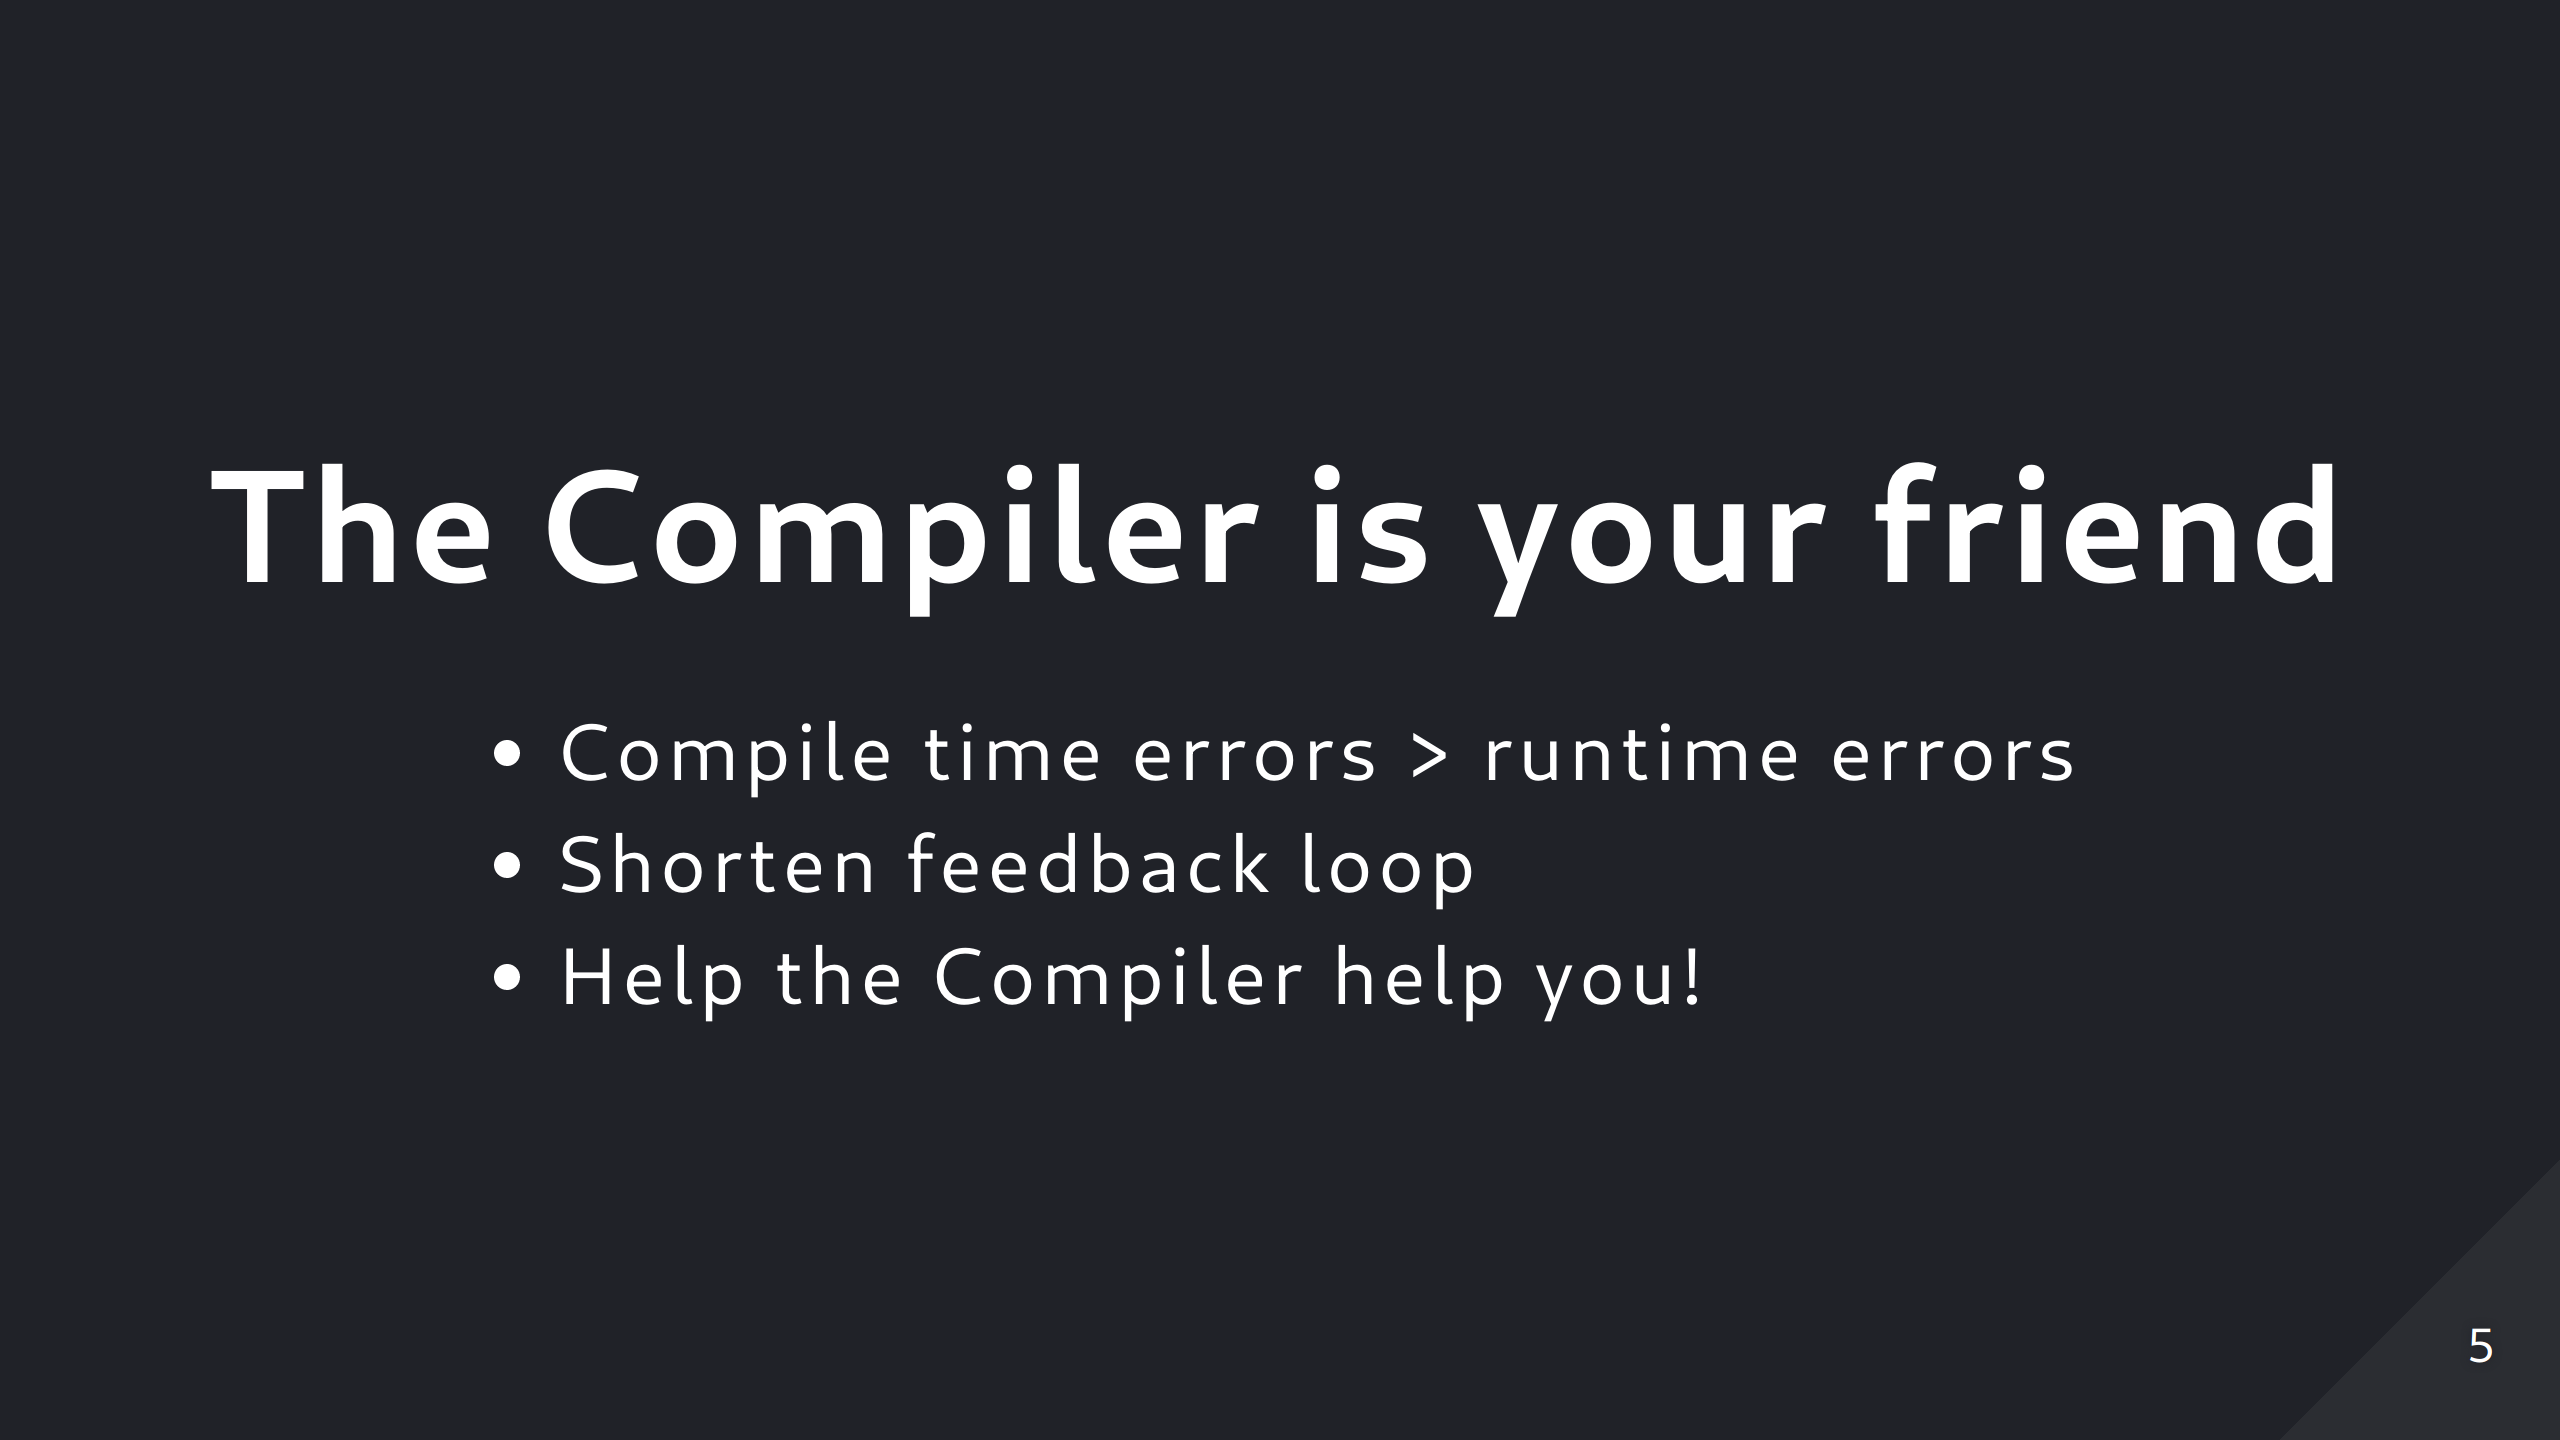 The Compiler is your friend
• Compile time errors > runtime errors
• Shorten feedback loop
• Help the Compiler help you!
5